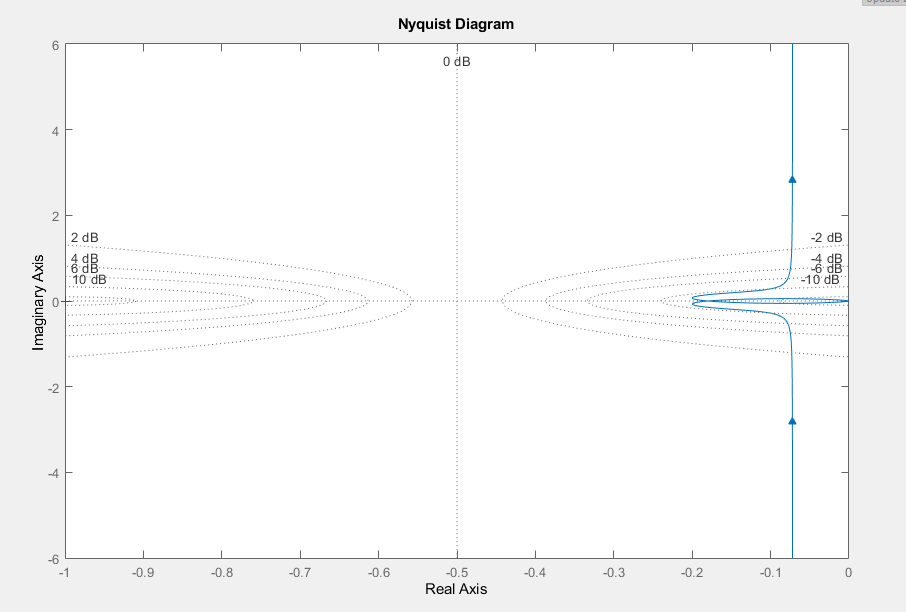 Nyquist Diagram
0 dB
6
4
2
0
-2
-4
-6
2 dB
4 dB
6 dB
10 dB
-2 dB
-4 dB
-6 dB
-10 dB
Imaginary Axis
-1
-0.9
-0.8
-0.7
-0.6
-0.5
-0.4
-0.3
-0.2
-0.1
0
Real Axis